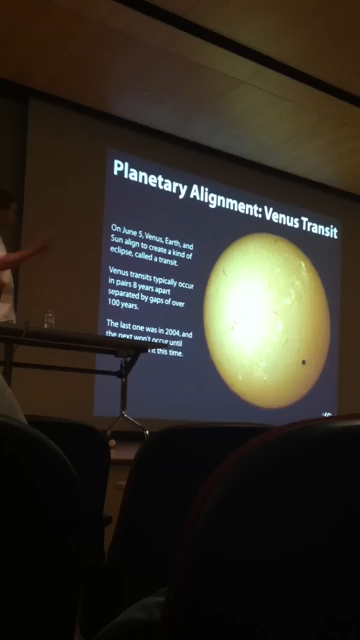 Planetary Alignment: Venus Transit
On June 5, Venus, Earth, and
Sun align to create a kind of
eclipse, called a transit.
Venus transits typically occur
in pairs 8 years apart
separated by gaps of over
100 years.
The last one was in 2004, and
the next won't occur until
it this time.